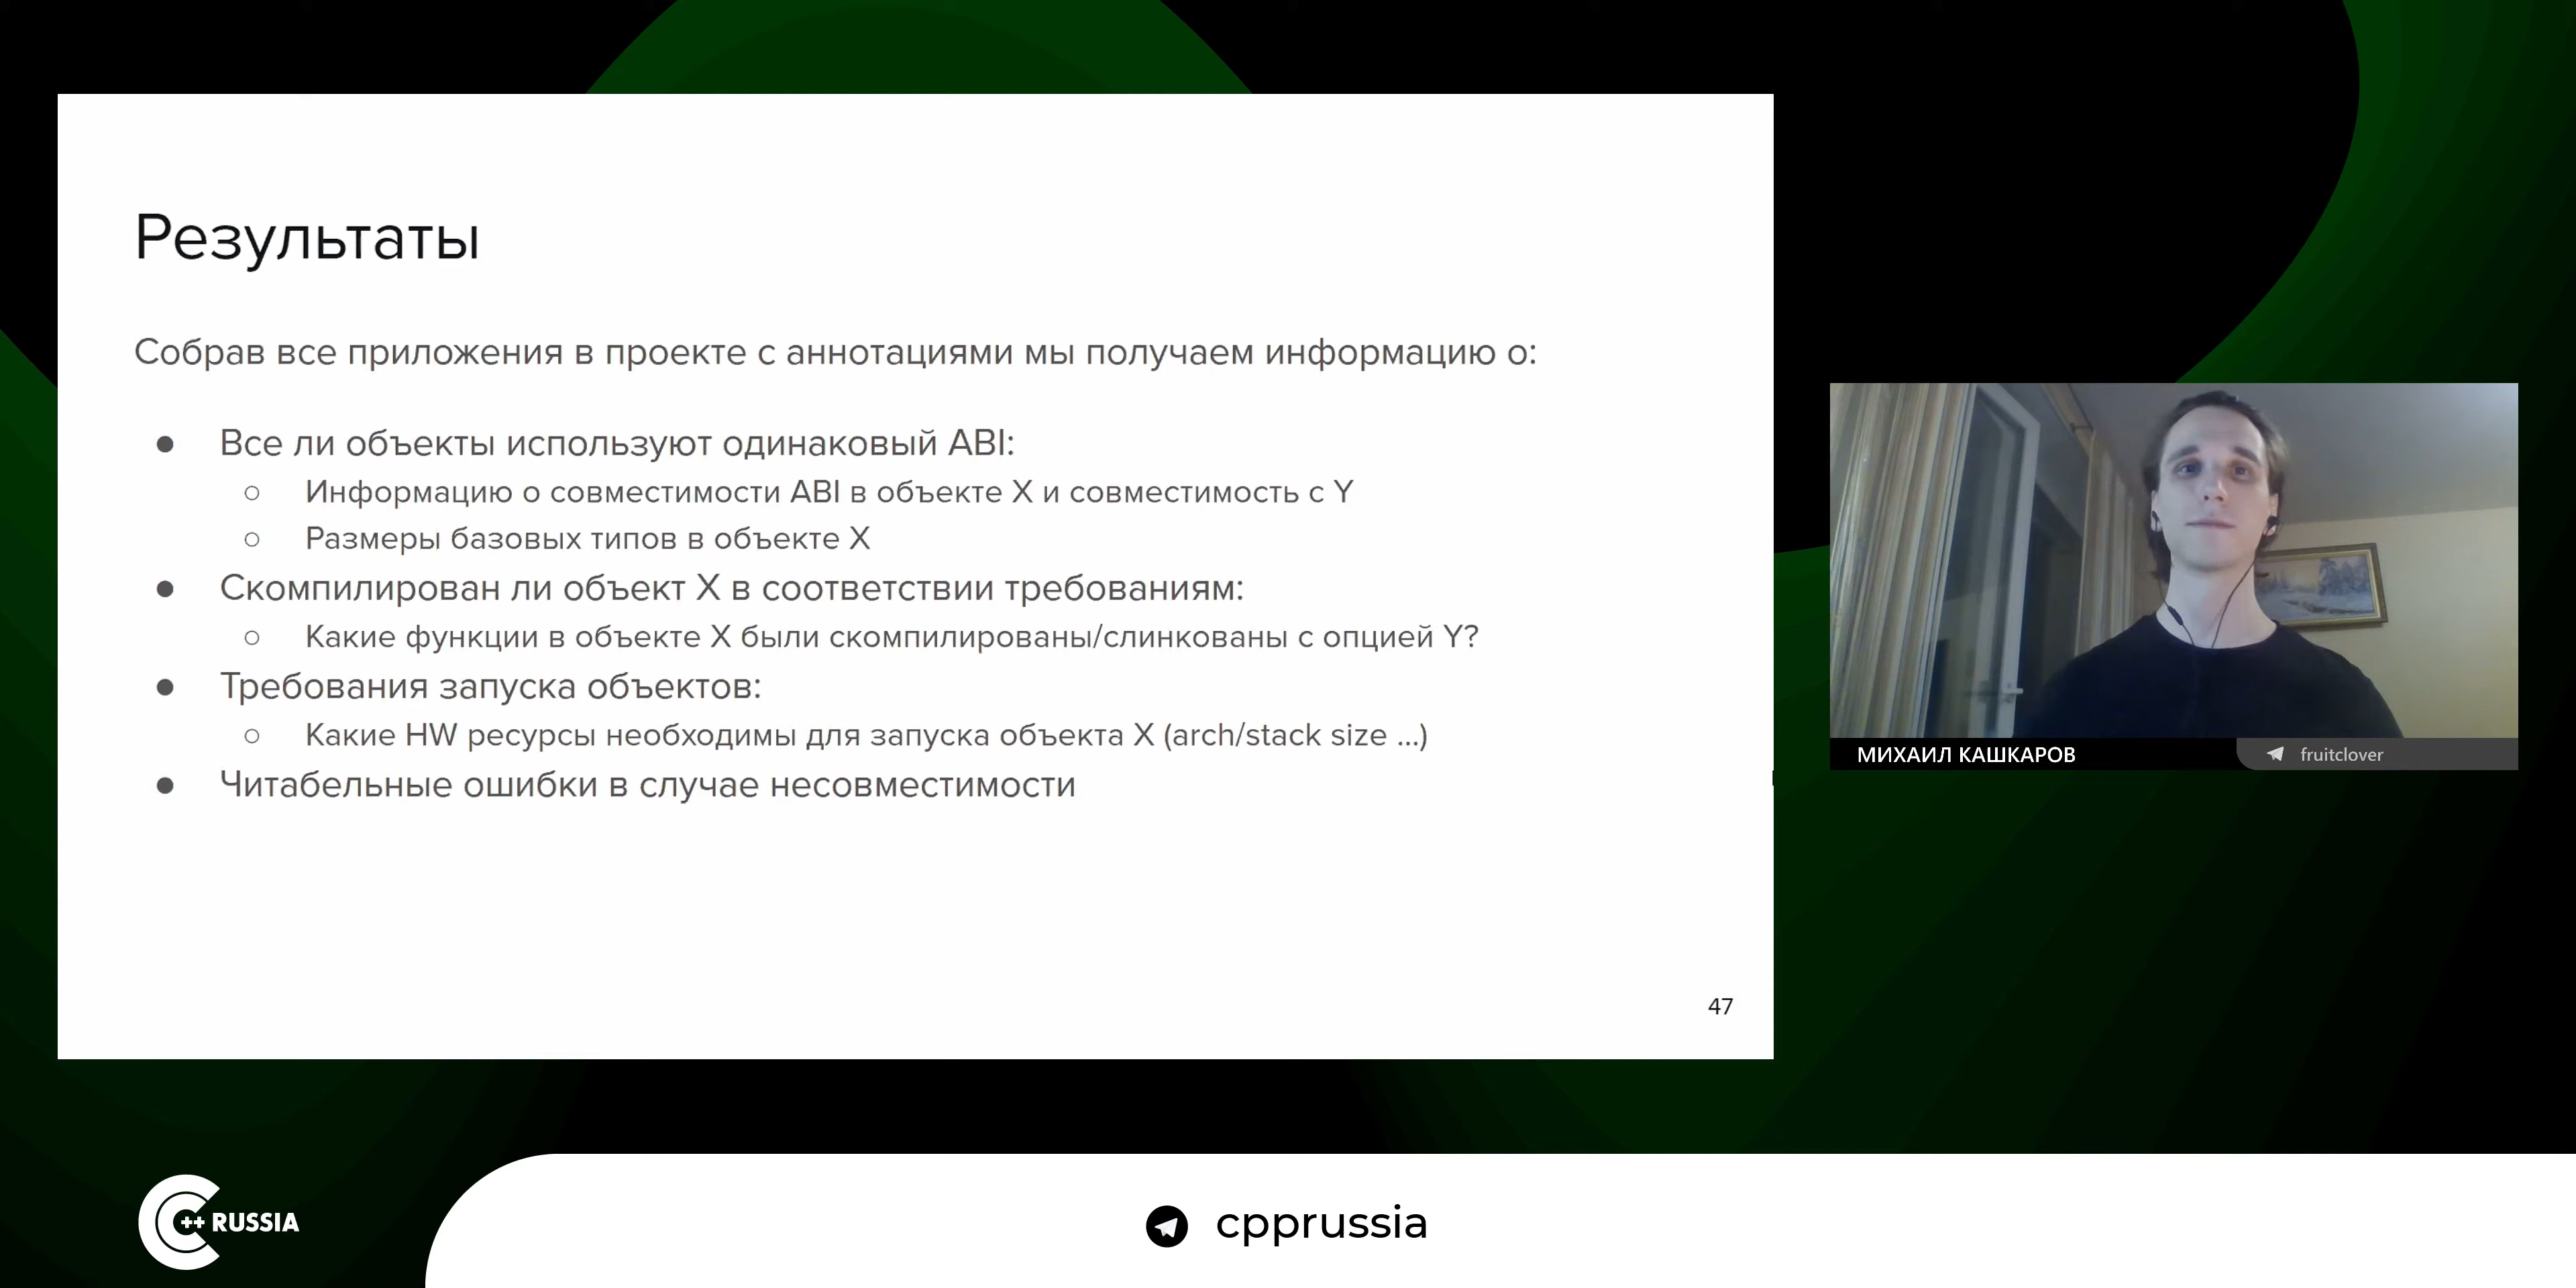 Результаты
Собрав все приложения в проекте с аннотациями мы получаем информацию о:
● Все ли объекты используют одинаковый ABI:
○ Информацию о совместимости ABI в объекте X и совместимость с Y
○ Размеры базовых типов в объекте X
● Скомпилирован ли объект X в соответствии требованиям:
○ Какие функции в объекте X были скомпилированы/слинкованы с опцией Y?
● Требования запуска объектов:
○ Какие HW ресурсы необходимы для запуска объекта X (arch/stack size ...)
● Читабельные ошибки в случае несовместимости
47
МИХАИЛ КАШКАРОВ
fruitclover
C++ RUSSIA
cpprussia